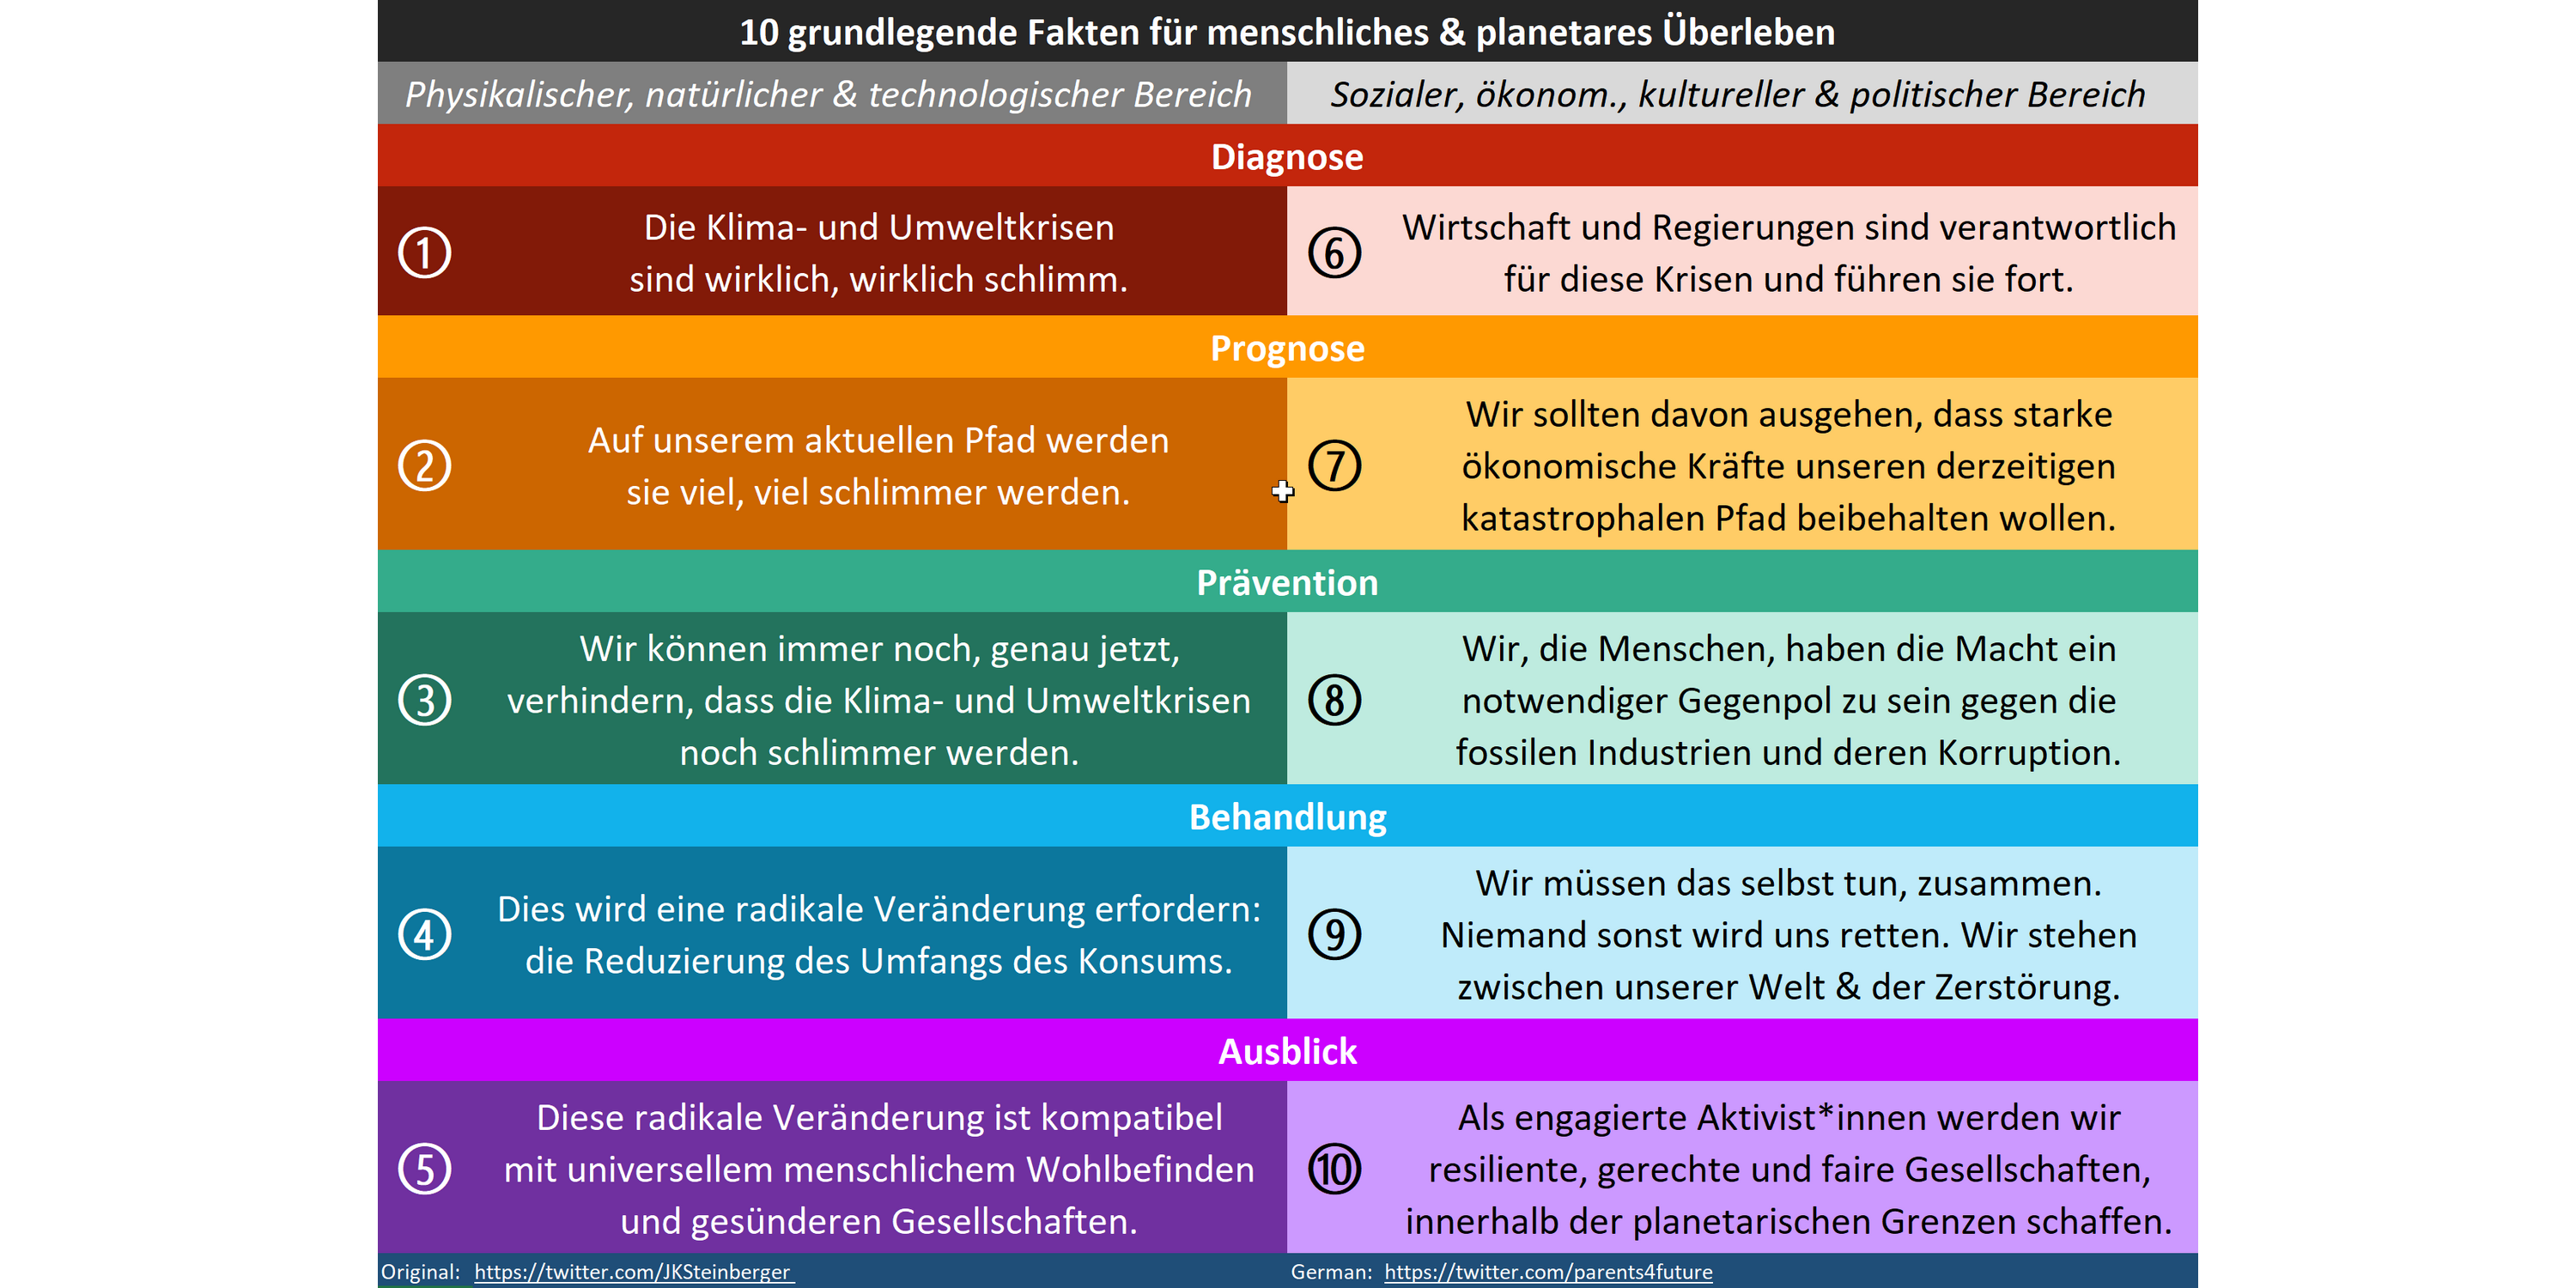 10 grundlegende Fakten für menschliches & planetares Überleben
Physikalischer, natürlicher & technologischer Bereich
Sozialer, ökonom., kultureller & politischer Bereich
Diagnose
①
Die Klima- und Umweltkrisen
sind wirklich, wirklich schlimm.
⑥
Wirtschaft und Regierungen sind verantwortlich
für diese Krisen und führen sie fort.
Prognose
②
Auf unserem aktuellen Pfad werden
sie viel, viel schlimmer werden.
⑦
Wir sollten davon ausgehen, dass starke
ökonomische Kräfte unseren derzeitigen
katastrophalen Pfad beibehalten wollen.
Prävention
③
Wir können immer noch, genau jetzt,
verhindern, dass die Klima- und Umweltkrisen
noch schlimmer werden.
⑧
Wir, die Menschen, haben die Macht ein
notwendiger Gegenpol zu sein gegen die
fossilen Industrien und deren Korruption.
Behandlung
④
Dies wird eine radikale Veränderung erfordern:
die Reduzierung des Umfangs des Konsums.
⑨
Wir müssen das selbst tun, zusammen.
Niemand sonst wird uns retten. Wir stehen
zwischen unserer Welt & der Zerstörung.
Ausblick
⑤
Diese radikale Veränderung ist kompatibel
mit universellem menschlichem Wohlbefinden
und gesünderen Gesellschaften.
⑩
Als engagierte Aktivist*innen werden wir
resiliente, gerechte und faire Gesellschaften,
innerhalb der planetarischen Grenzen schaffen.
Original: https://twitter.com/JKSteinberger
German: https://twitter.com/parents4future